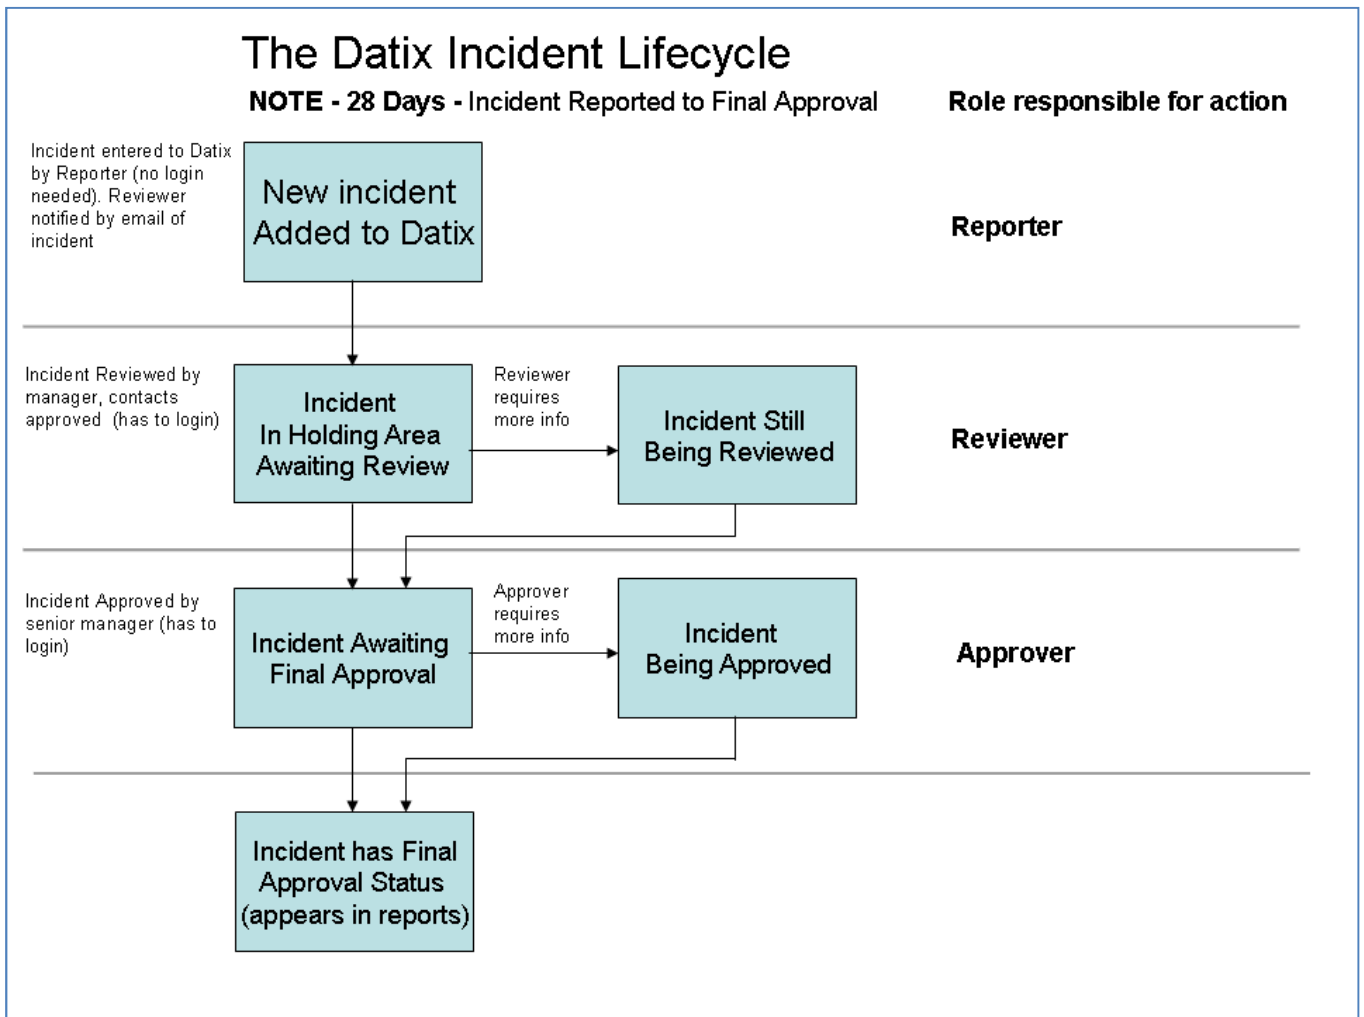 The Datix Incident Lifecycle
NOTE - 28 Days - Incident Reported to Final Approval
Role responsible for action
Incident entered to Datix
by Reporter (no login
needed). Reviewer
notified by email of
incident
New incident
Added to Datix
Reporter
Incident Reviewed by
manager, contacts
approved (has to login)
Incident
In Holding Area
Awaiting Review
Reviewer
requires
more info
Incident Still
Being Reviewed
Reviewer
Incident Approved by
senior manager (has to
login)
Incident Awaiting
Final Approval
Approver
requires
more info
Incident
Being Approved
Approver
Incident has Final
Approval Status
(appears in reports)